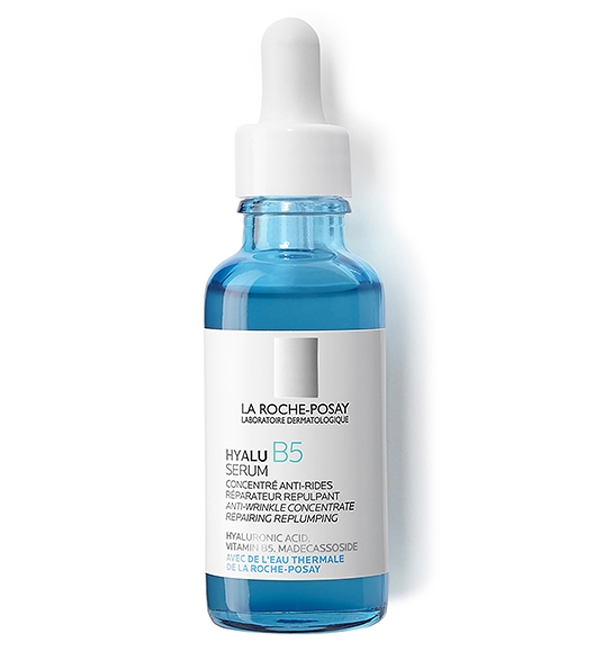 LA ROCHE-POSAY
LABORATOIRE DERMATOLOGIQUE
HYALU B5
SERUM
CONCENTRÉ ANTI-RIDES
RÉPARATEUR REPULPANT
ANTI-WRINKLE CONCENTRATE
REPAIRING REPLUMPING
HYALURONIC ACID,
VITAMIN B5, MADECASSOSIDE
AVEC DE L'EAU THERMALE
DE LA ROCHE-POSAY